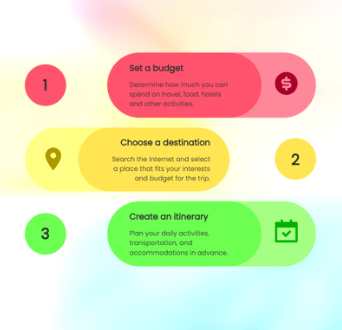 1
Set a budget
Determine how much you can
spend on travel, food, hotels
and other activities.
Choose a destination
Search the internet and select
a place that fits your interests
and budget for the trip.
2
3
Create an itinerary
Plan your daily activities,
transportation, and
accommodations in advance.